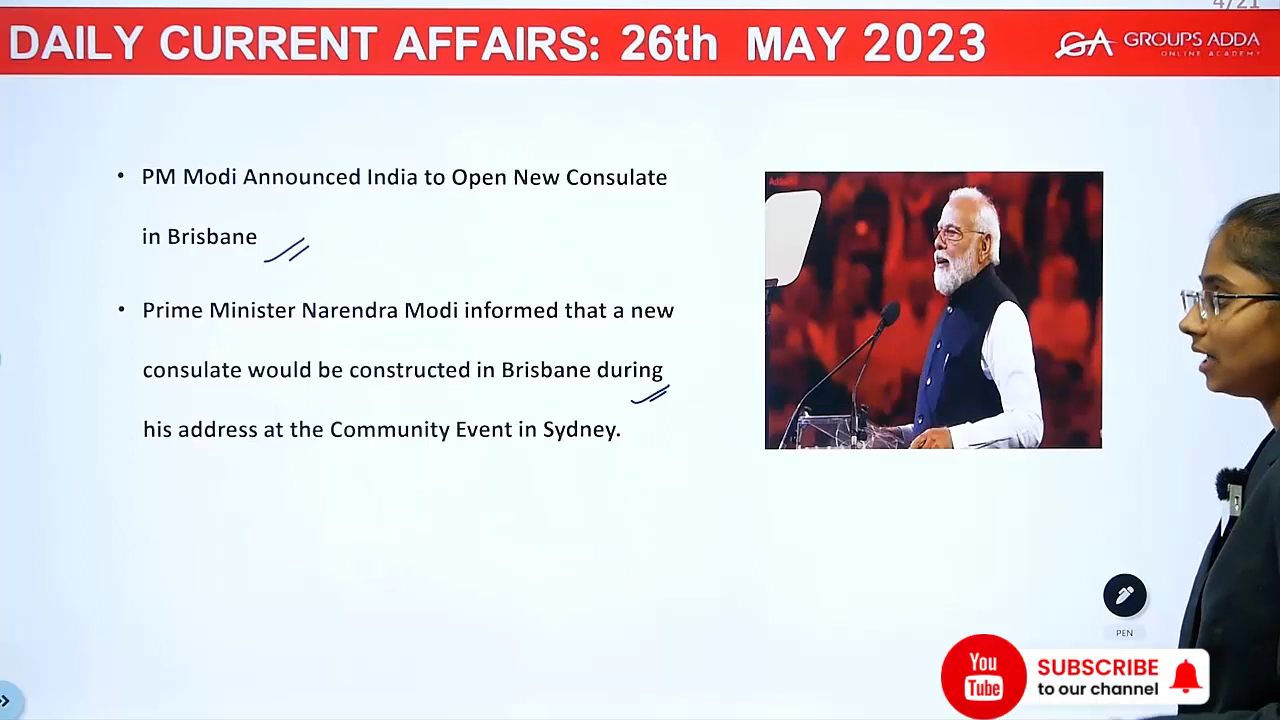 4/21
DAILY CURRENT AFFAIRS: 26th MAY 2023
GROUPS ADDA
ONLINE ACADEMY
• PM Modi Announced India to Open New Consulate
in Brisbane
• Prime Minister Narendra Modi informed that a new
consulate would be constructed in Brisbane during
his address at the Community Event in Sydney.
PEN
You
Tube
SUBSCRIBE
to our channel